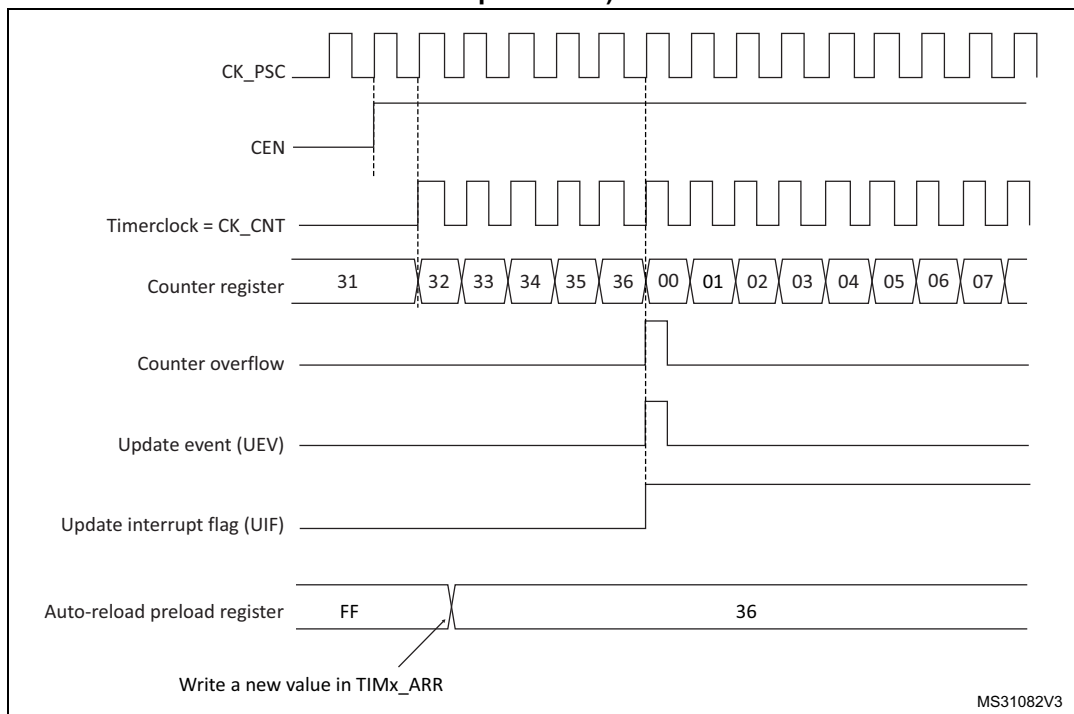 CK_PSC
CEN
Timerclock = CK_CNT
Counter register 31 32 33 34 35 36 00 01 02 03 04 05 06 07
Counter overflow
Update event (UEV)
Update interrupt flag (UIF)
Auto-reload preload register FF 36
Write a new value in TIMx_ARR
MS31082V3